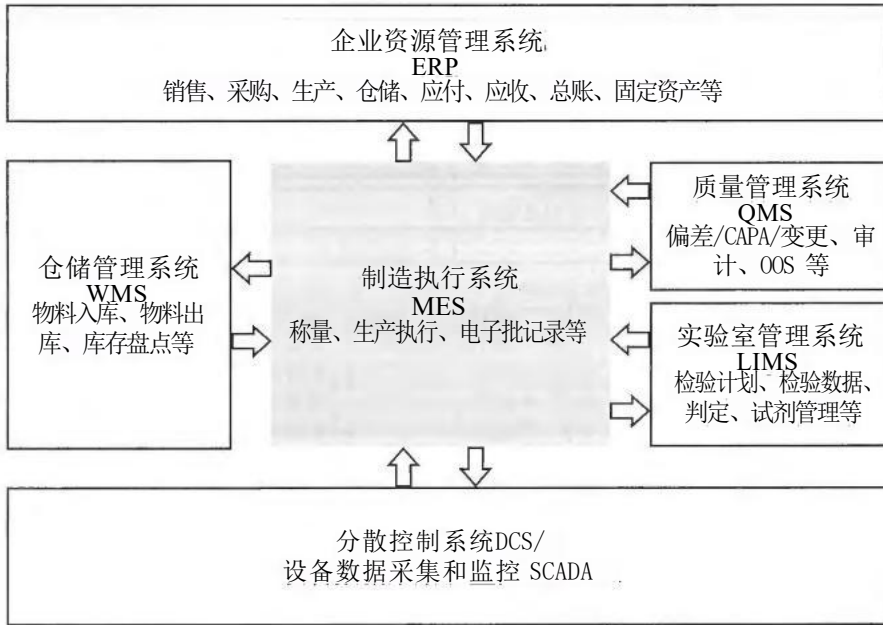 企业资源管理系统
ERP
销售、采购、生产、仓储、应付、应收、总账、固定资产等
仓储管理系统
WMS
物料入库、物料出
库、库存盘点等
制造执行系统
MES
称量、生产执行、电子批记录等
质量管理系统
QMS
偏差/CAPA/变更、审
计、OOS 等
实验室管理系统
LIMS
检验计划、检验数据、
判定、试剂管理等
分散控制系统DCS/
设备数据采集和监控 SCADA